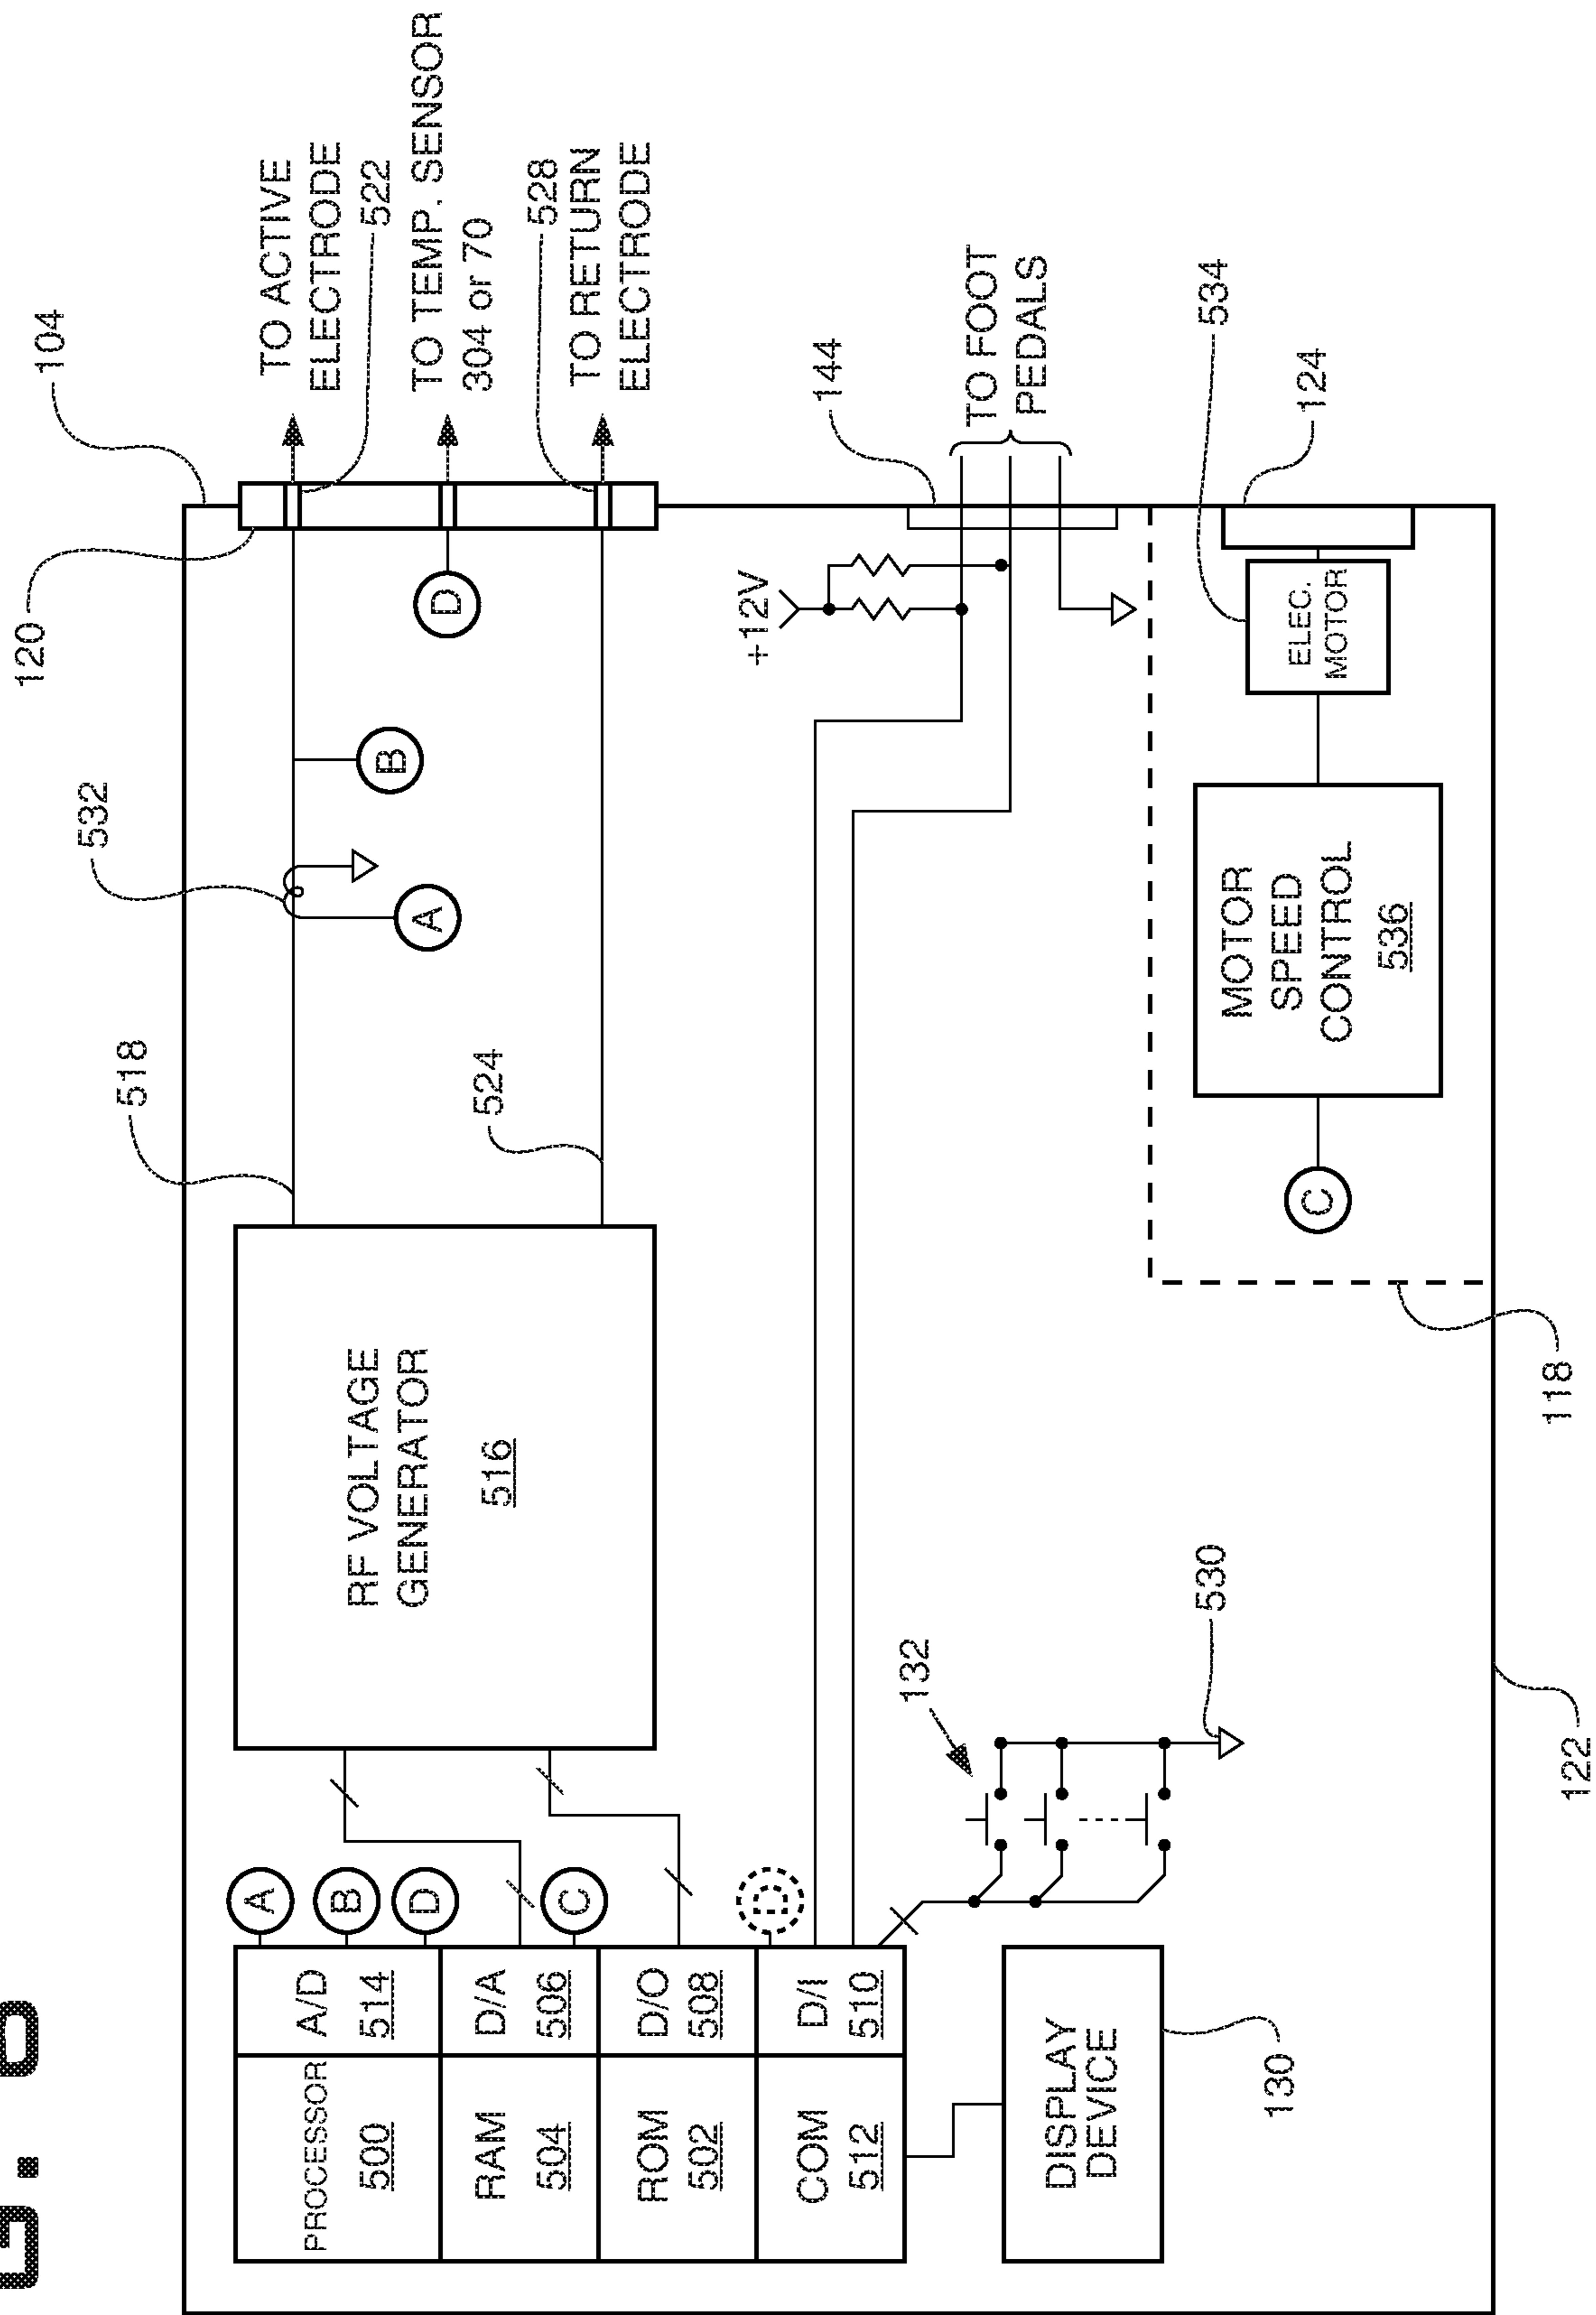 104
120
532
518
TO ACTIVE
ELECTRODE
522
TO TEMP. SENSOR
304 or 70
528
TO RETURN
ELECTRODE
RF VOLTAGE
GENERATOR
516
524
A
B
D
A
B
D
C
D
PROCESSOR
500
A/D
514
RAM
504
D/A
506
ROM
502
D/O
508
COM
512
D/I
510
+12V
144
TO FOOT
PEDALS
132
530
DISPLAY
DEVICE
130
C
MOTOR
SPEED
CONTROL
536
ELEC.
MOTOR
534
124
118
122